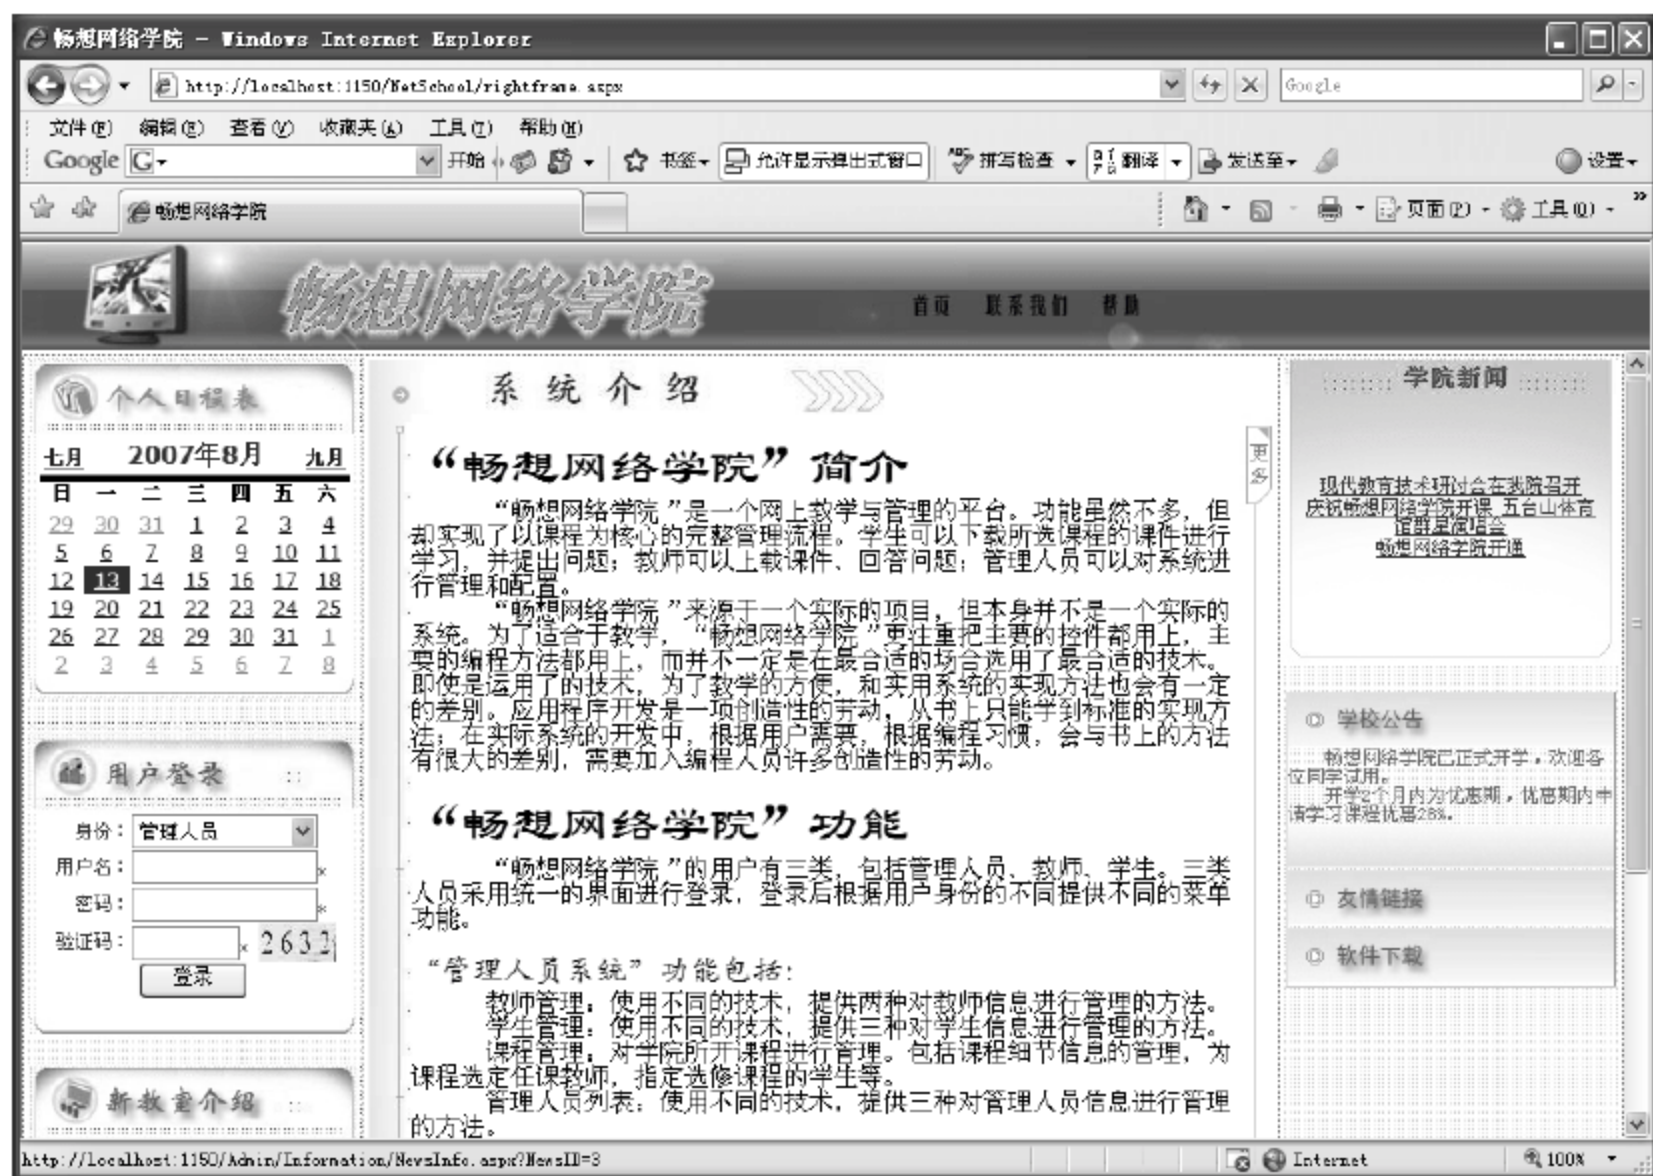 畅想网络学院 - Windows Internet Explorer
http://localhost:1150/NetSchool/rightframe.aspx
Google
文件(F) 编辑(E) 查看(V) 收藏夹(A) 工具(T) 帮助(H)
Google G 开始 书签 允许显示弹出式窗口 拼写检查 翻译 发送至 设置
畅想网络学院
页面(P) 工具(O)
畅想网络学院
首页 联系我们 帮助
个人日程表
七月 2007年8月 九月
日 一 二 三 四 五 六
29 30 31 1 2 3 4
5 6 7 8 9 10 11
12 13 14 15 16 17 18
19 20 21 22 23 24 25
26 27 28 29 30 31 1
2 3 4 5 6 7 8
用户登录
身份: 管理人员
用户名: *
密码: *
验证码: * 2632
登录
新教室介绍
系统介绍
更多
“畅想网络学院”简介
“畅想网络学院”是一个网上教学与管理的平台。功能虽然不多，但
却实现了以课程为核心的完整管理流程。学生可以下载所选课程的课件进行
学习，并提出问题；教师可以上载课件、回答问题；管理人员可以对系统进
行管理和配置。
“畅想网络学院”来源于一个实际的项目，但本身并不是一个实际的
系统。为了适合于教学，“畅想网络学院”更注重把主要的控件都用上，主
要的编程方法都用上，而并不一定是在最合适的场合选用了最合适的技术。
即使是运用了的技术，为了教学的方便，和实用系统的实现方法也会有一定
的差别。应用程序开发是一项创造性的劳动，从书上只能学到标准的实现方
法；在实际系统的开发中，根据用户需要，根据编程习惯，会与书上的方法
有很大的差别，需要加入编程人员许多创造性的劳动。
“畅想网络学院”功能
“畅想网络学院”的用户有三类，包括管理人员、教师、学生。三类
人员采用统一的界面进行登录，登录后根据用户身份的不同提供不同的菜单
功能。
“管理人员系统”功能包括:
教师管理：使用不同的技术，提供两种对教师信息进行管理的方法。
学生管理：使用不同的技术，提供三种对学生信息进行管理的方法。
课程管理：对学院所开课程进行管理。包括课程细节信息的管理，为
课程选定任课教师，指定选修课程的学生等。
管理人员列表：使用不同的技术，提供三种对管理人员信息进行管理
的方法。
学院新闻
现代教育技术研讨会在我院召开
庆祝畅想网络学院开课 五台山体育
馆群星演唱会
畅想网络学院开通
学校公告
畅想网络学院已正式开学，欢迎各
位同学试用。
开学2个月内为优惠期，优惠期内申
请学习课程优惠28%。
友情链接
软件下载
http://localhost:1150/Admin/Information/NewsInfo.aspx?NewsID=3
Internet
100%